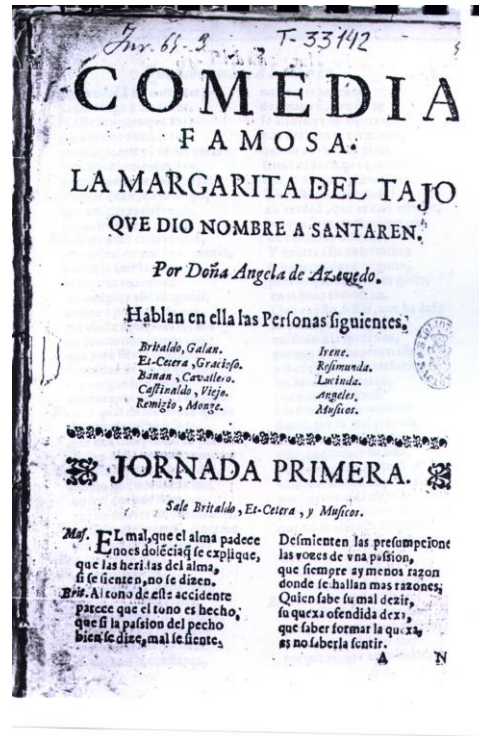 Inv. 65-3. T-33142
COMEDIA
FAMOSA.
LA MARGARITA DEL TAJO
QVE DIO NOMBRE A SANTAREN.
Por Doña Angela de Azevedo.
Hablan en ella las Personas siguientes.
Britaldo, Galan.
Et-Cetera, Gracioso.
Banan, Cavallero.
Castinaldo, Viejo.
Remigio, Monge.
Irene.
Rosimunda.
Lucinda.
Angeles.
Musicos.
JORNADA PRIMERA.
Sale Britaldo, Et-Cetera, y Musicos.
Mus. EL mal, que el alma padece
no es doléciaq̃ se explique,
que las heridas del alma,
si se sienten, no se dizen.
Brit. Al tono de este accidente
parece que el tono es hecho,
que si la passion del pecho
bien se dize, mal se siente.
Desmienten las presumpcione
las vozes de vna passion,
que siempre ay menos razon
donde se hallan mas razones;
Quien sabe su mal dezir,
su quexa ofendida dexa,
que saber formar la quexa,
es no saberla sentir.
A N